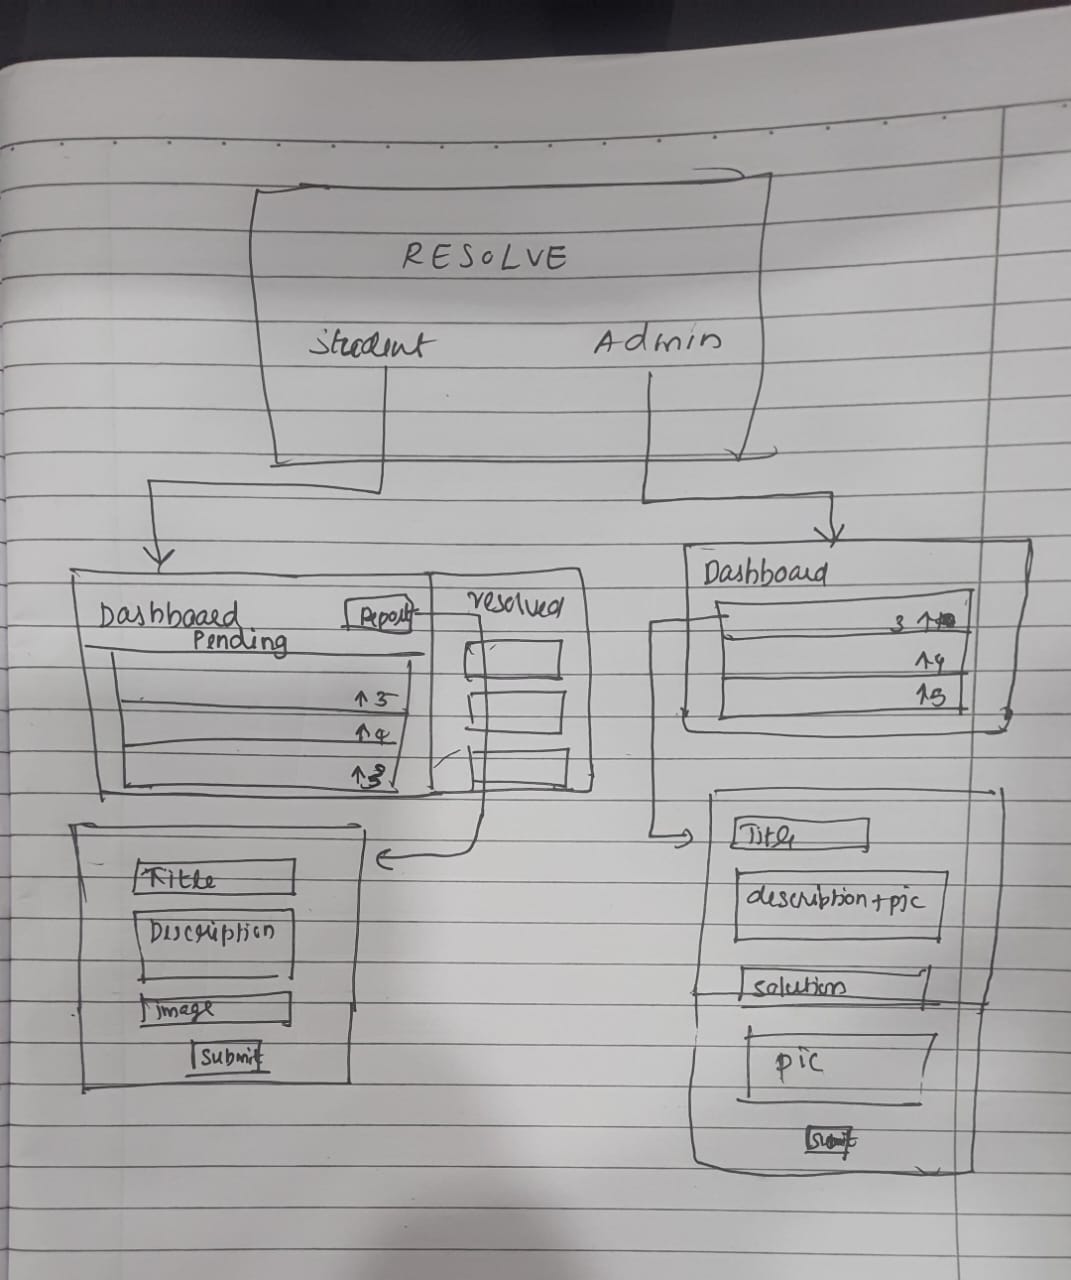 RESOLVE
Student Admin
Dashboard Report resolved
Pending
↑ 5
↑ 4
↑ 3
Dashboard
3 ↑
↑ 4
↑ 5
Title
Description
image
Submit
Title
description + pic
solution
pic
Submit